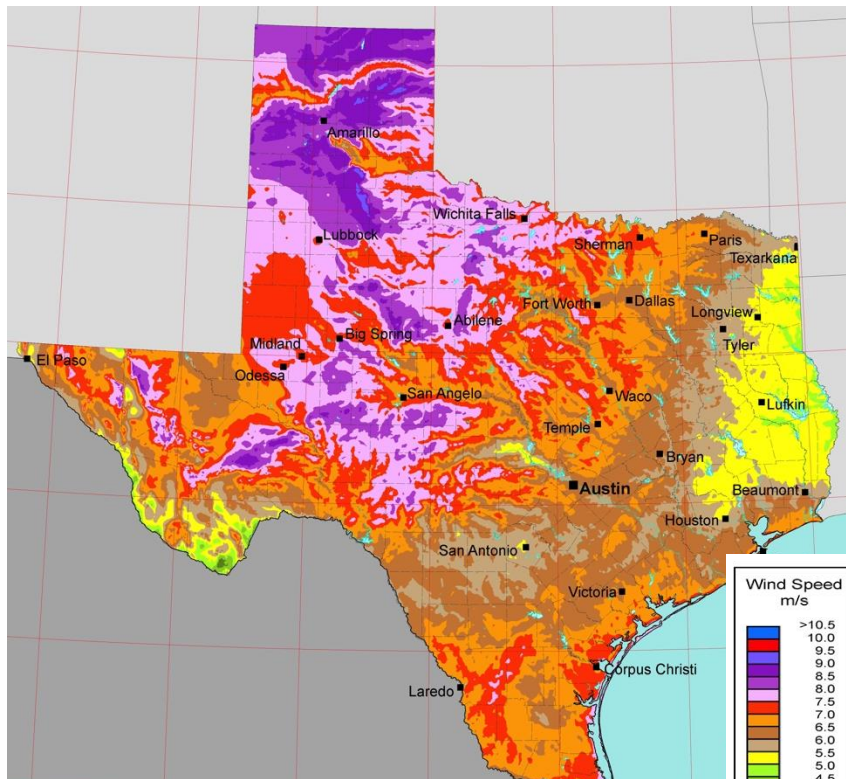 Amarillo
Wichita Falls
Lubbock
Sherman
Paris
Texarkana
Fort Worth
Dallas
Longview
Abilene
Big Spring
Tyler
Midland
El Paso
Odessa
San Angelo
Waco
Lufkin
Temple
Bryan
Austin
Beaumont
Houston
San Antonio
Victoria
Corpus Christi
Laredo
Wind Speed
m/s
>10.5
10.0
9.5
9.0
8.5
8.0
7.5
7.0
6.5
6.0
5.5
5.0
4.5